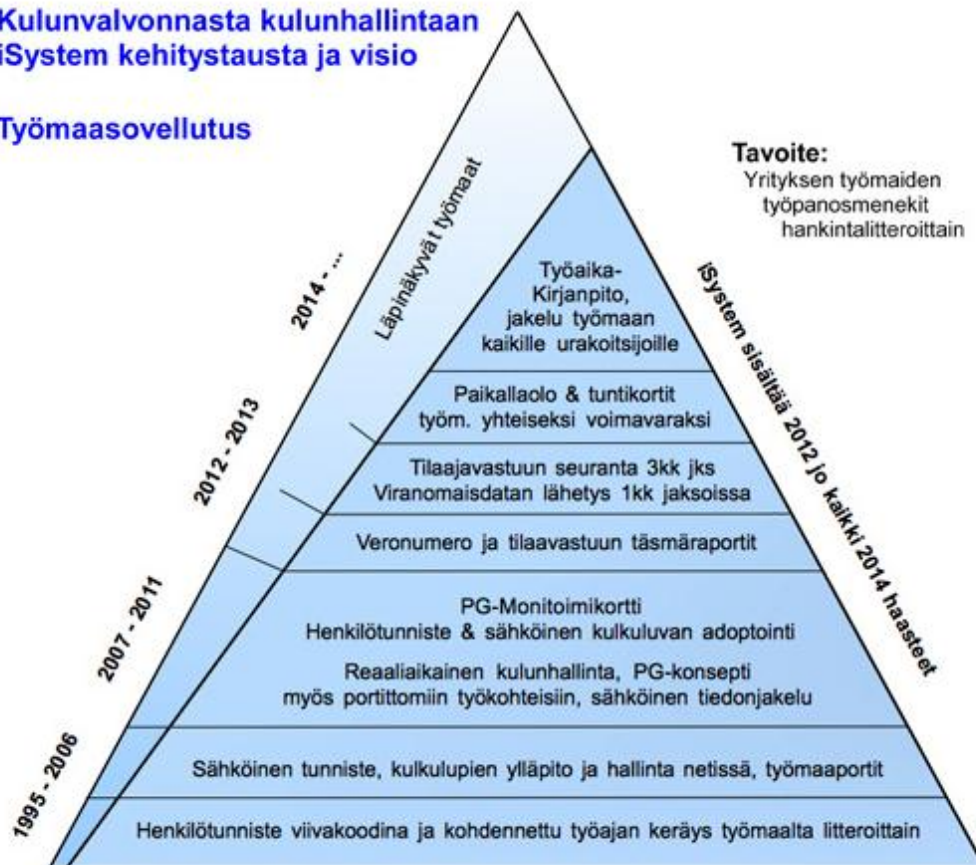 Kulunvalvonnasta kulunhallintaan
iSystem kehitystausta ja visio
Työmaasovellutus
Tavoite:
Yrityksen työmaiden
työpanosmenekit
hankintalitteroittain
Läpinäkyvät työmaat
2014 - ...
2012 - 2013
2007 - 2011
1995 - 2006
iSystem sisältää 2012 jo kaikki 2014 haasteet
Työaika-
Kirjanpito,
jakelu työmaan
kaikille urakoitsijoille
Paikallaolo & tuntikortit
työm. yhteiseksi voimavaraksi
Tilaajavastuun seuranta 3kk jks
Viranomaisdatan lähetys 1kk jaksoissa
Veronumero ja tilaavastuun täsmäraportit
PG-Monitoimikortti
Henkilötunniste & sähköinen kulkuluvan adoptointi
Reaaliaikainen kulunhallinta, PG-konsepti
myös portittomiin työkohteisiin, sähköinen tiedonjakelu
Sähköinen tunniste, kulkulupien ylläpito ja hallinta netissä, työmaaportit
Henkilötunniste viivakoodina ja kohdennettu työajan keräys työmaalta litteroittain